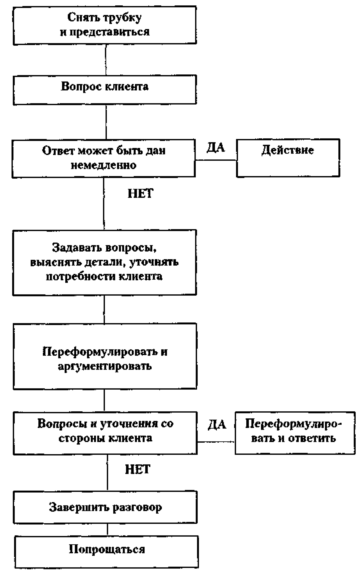 Снять трубку
и представиться
Вопрос клиента
Ответ может быть дан
немедленно
ДА
Действие
НЕТ
Задавать вопросы,
выяснять детали, уточнять
потребности клиента
Переформулировать и
аргументировать
Вопросы и уточнения со
стороны клиента
ДА
Переформулиро-
вать и ответить
НЕТ
Завершить разговор
Попрощаться